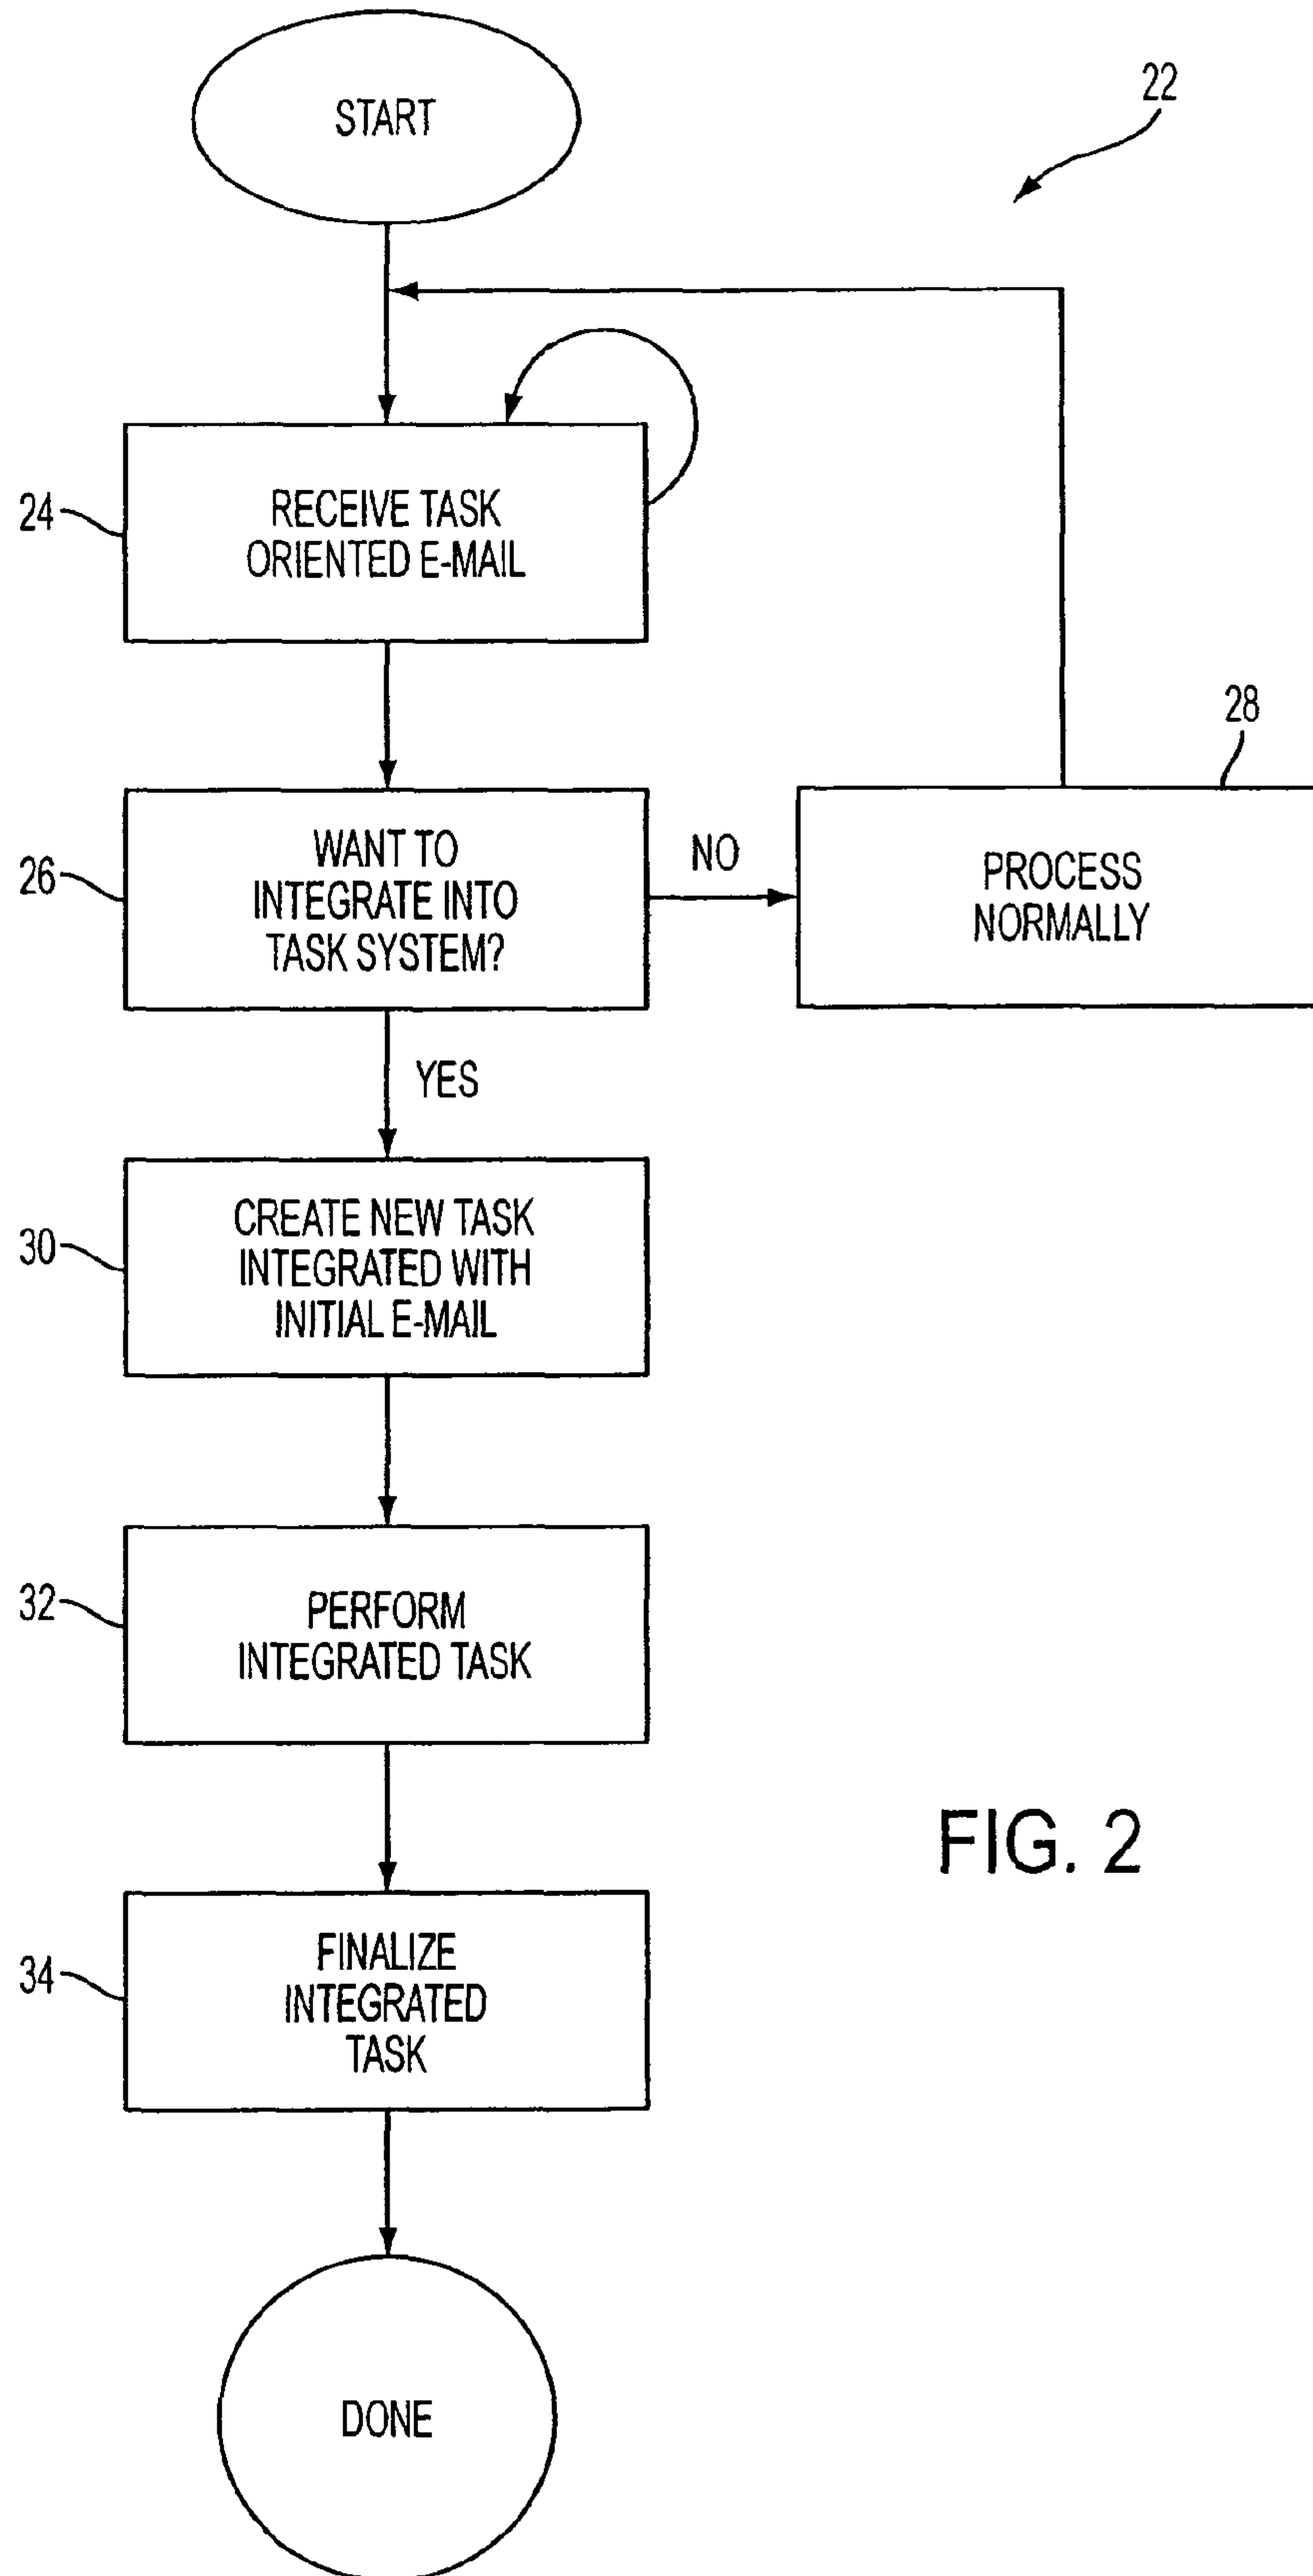 START
22
24
RECEIVE TASK
ORIENTED E-MAIL
26
WANT TO
INTEGRATE INTO
TASK SYSTEM?
NO
28
PROCESS
NORMALLY
YES
30
CREATE NEW TASK
INTEGRATED WITH
INITIAL E-MAIL
32
PERFORM
INTEGRATED TASK
FIG. 2
34
FINALIZE
INTEGRATED
TASK
DONE